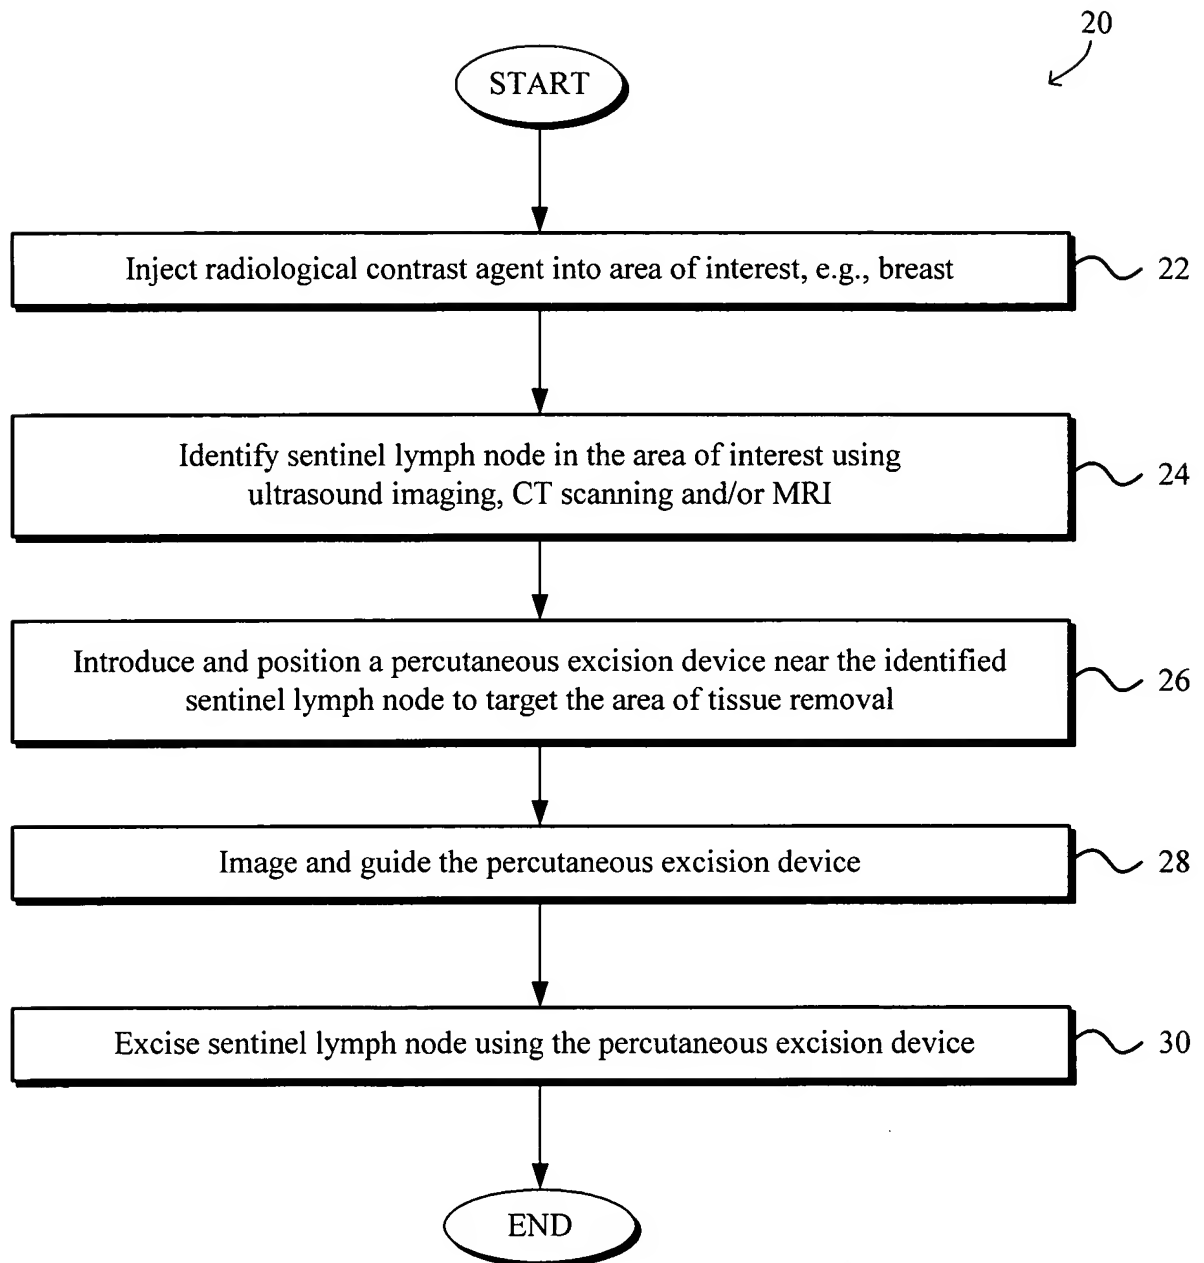 20
START
Inject radiological contrast agent into area of interest, e.g., breast
22
Identify sentinel lymph node in the area of interest using
ultrasound imaging, CT scanning and/or MRI
24
Introduce and position a percutaneous excision device near the identified
sentinel lymph node to target the area of tissue removal
26
Image and guide the percutaneous excision device
28
Excise sentinel lymph node using the percutaneous excision device
30
END